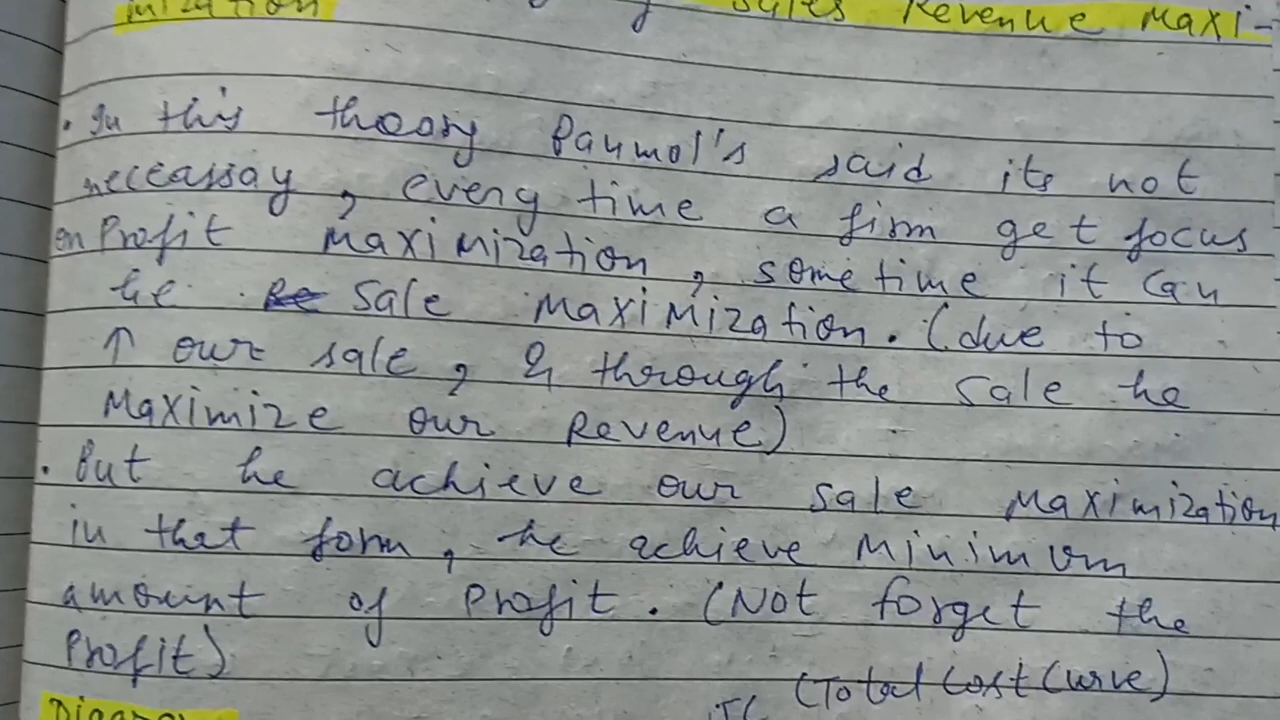 mization Sales Revenue Maxi-
. In this theory Baumol's said its not
necessary, every time a firm get focus
on Profit Maximization, sometime it can
be Be Sale Maximization. (due to
↑ our sale, & through the sale he
Maximize our Revenue)
. But he achieve our sale Maximization
in that form, he achieve Minimum
amount of Profit. (Not forget the
Profit)
(Total Cost Curve)
TC